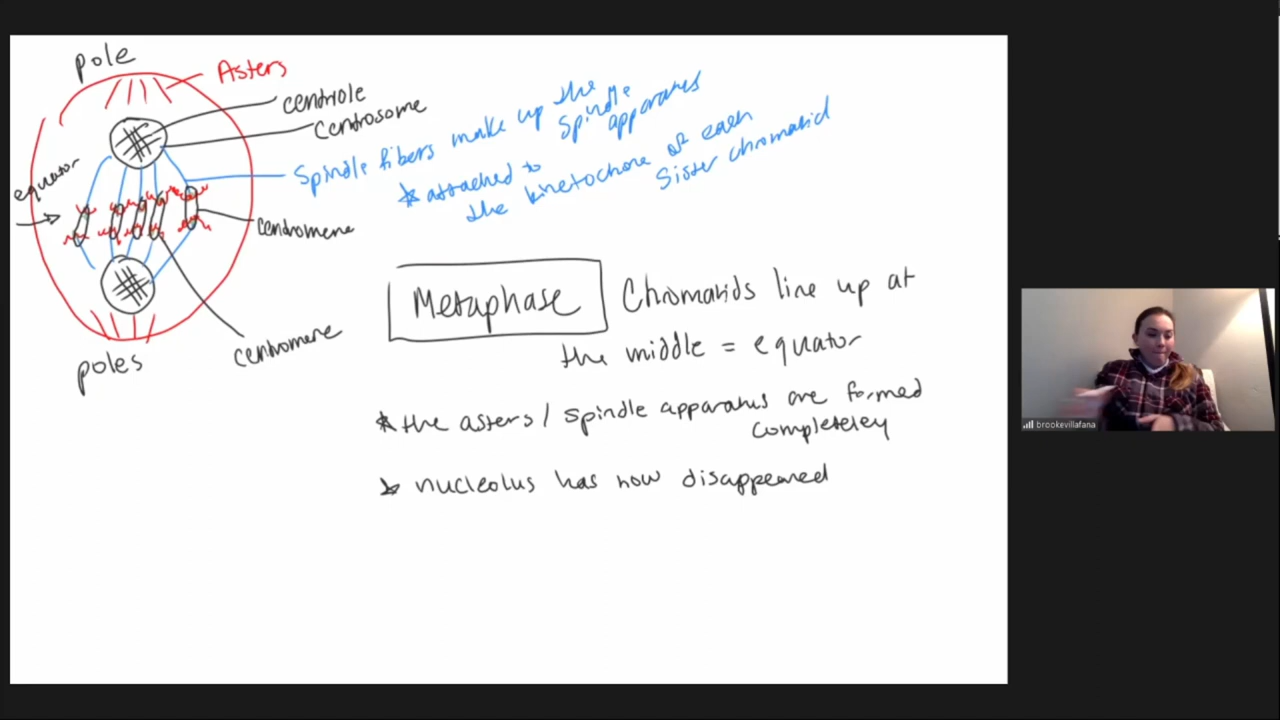 pole
Asters
centriole
centrosome
Spindle fibers make up the
spindle
apparatus
* attached to
the kinetochore of each
Sister chromatid
equator
centromere
centromere
poles
Metaphase
Chromatids line up at
the middle = equator
* the asters / spindle apparatus are formed
completeley
* nucleolus has now disappeared
brookevillafana